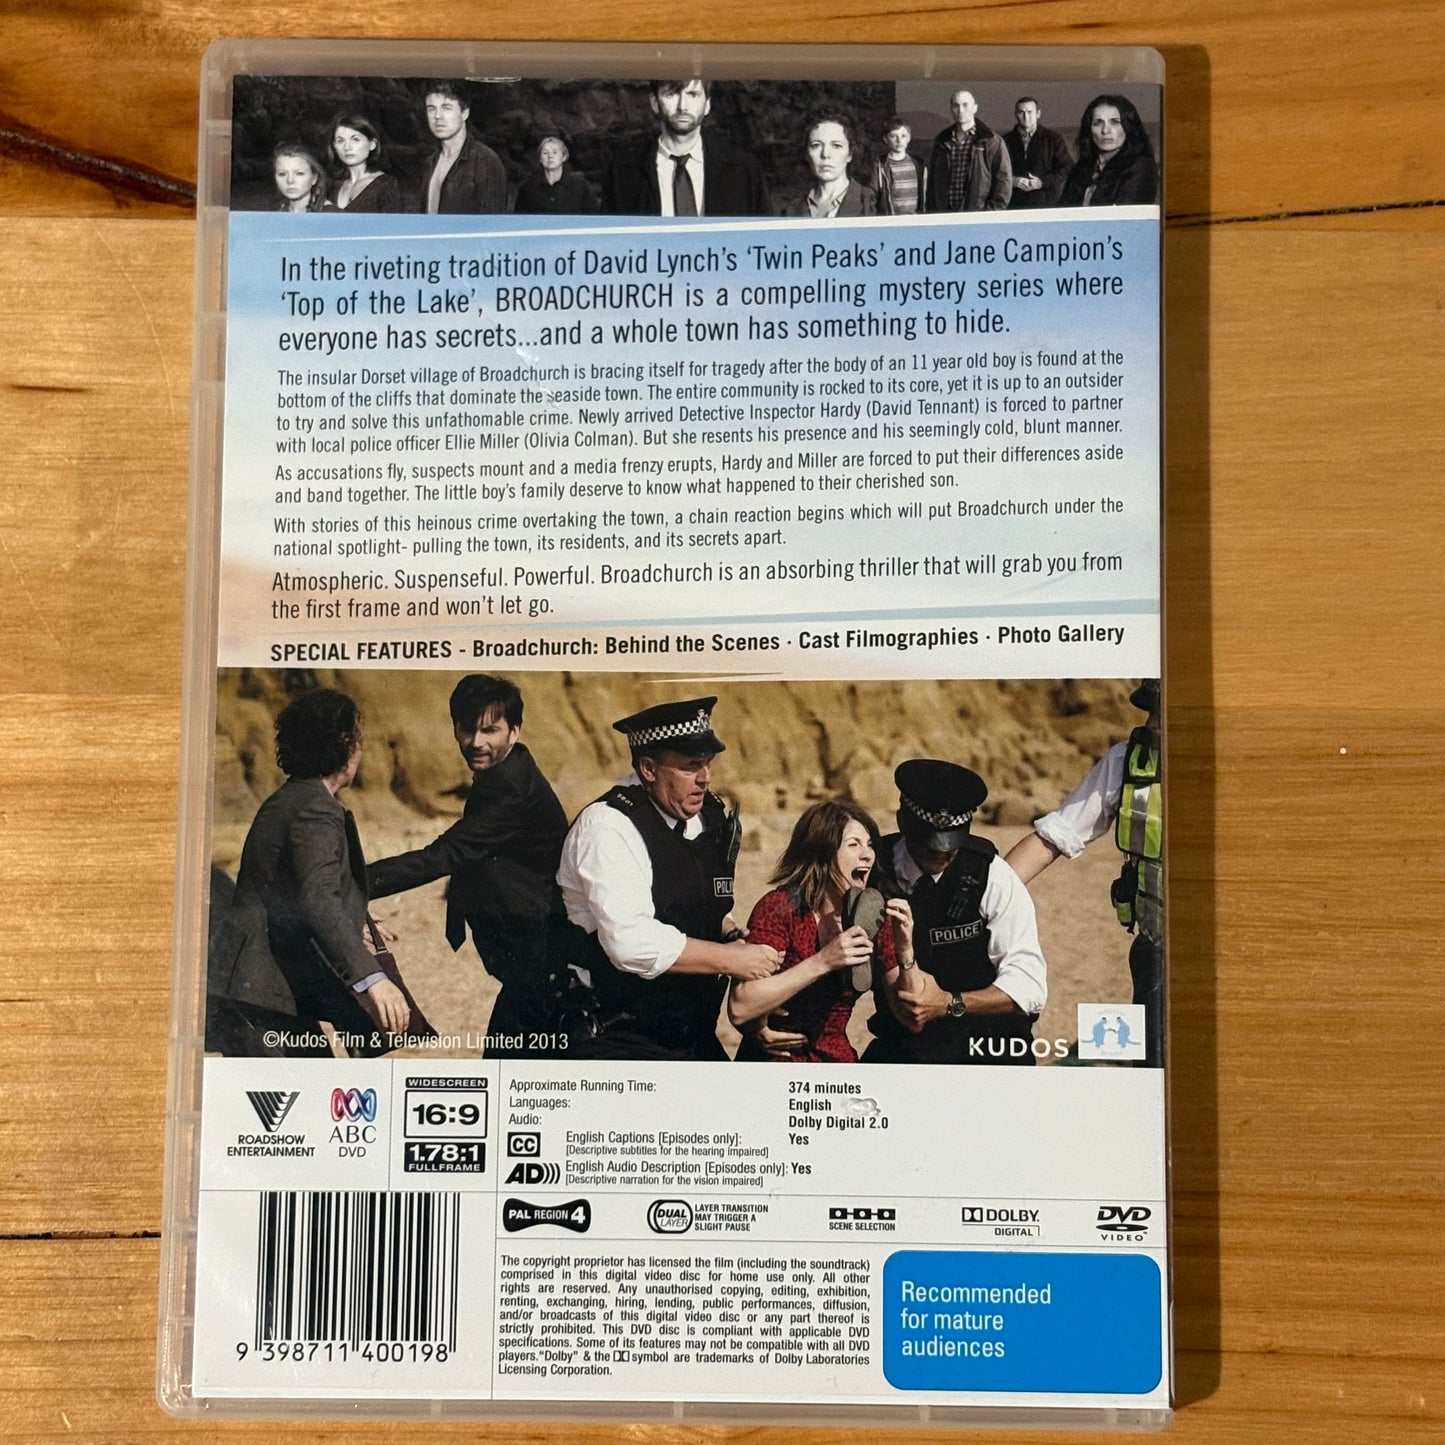 In the riveting tradition of David Lynch's 'Twin Peaks' and Jane Campion's
'Top of the Lake', BROADCHURCH is a compelling mystery series where
everyone has secrets...and a whole town has something to hide.
The insular Dorset village of Broadchurch is bracing itself for tragedy after the body of an 11 year old boy is found at the
bottom of the cliffs that dominate the seaside town. The entire community is rocked to its core, yet it is up to an outsider
to try and solve this unfathomable crime. Newly arrived Detective Inspector Hardy (David Tennant) is forced to partner
with local police officer Ellie Miller (Olivia Colman). But she resents his presence and his seemingly cold, blunt manner.
As accusations fly, suspects mount and a media frenzy erupts, Hardy and Miller are forced to put their differences aside
and band together. The little boy's family deserve to know what happened to their cherished son.
With stories of this heinous crime overtaking the town, a chain reaction begins which will put Broadchurch under the
national spotlight- pulling the town, its residents, and its secrets apart.
Atmospheric. Suspenseful. Powerful. Broadchurch is an absorbing thriller that will grab you from
the first frame and won't let go.
SPECIAL FEATURES - Broadchurch: Behind the Scenes · Cast Filmographies · Photo Gallery
POLICE
©Kudos Film & Television Limited 2013
KUDOS
ROADSHOW
ENTERTAINMENT
ABC
DVD
WIDESCREEN
16:9
1.78:1
FULLFRAME
Approximate Running Time: 374 minutes
Languages: English
Audio: Dolby Digital 2.0
CC English Captions [Episodes only]: Yes
[Descriptive subtitles for the hearing impaired]
AD))) English Audio Description [Episodes only]: Yes
[Descriptive narration for the vision impaired]
PAL REGION 4
DUAL
LAYER
LAYER TRANSITION
MAY TRIGGER A
SLIGHT PAUSE
SCENE SELECTION
DOLBY
DIGITAL
DVD
VIDEO
The copyright proprietor has licensed the film (including the soundtrack)
comprised in this digital video disc for home use only. All other
rights are reserved. Any unauthorised copying, editing, exhibition,
renting, exchanging, hiring, lending, public performances, diffusion,
and/or broadcasts of this digital video disc or any part thereof is
strictly prohibited. This DVD disc is compliant with applicable DVD
specifications. Some of its features may not be compatible with all DVD
players."Dolby" & the symbol are trademarks of Dolby Laboratories
Licensing Corporation.
Recommended
for mature
audiences
9 398711 400198